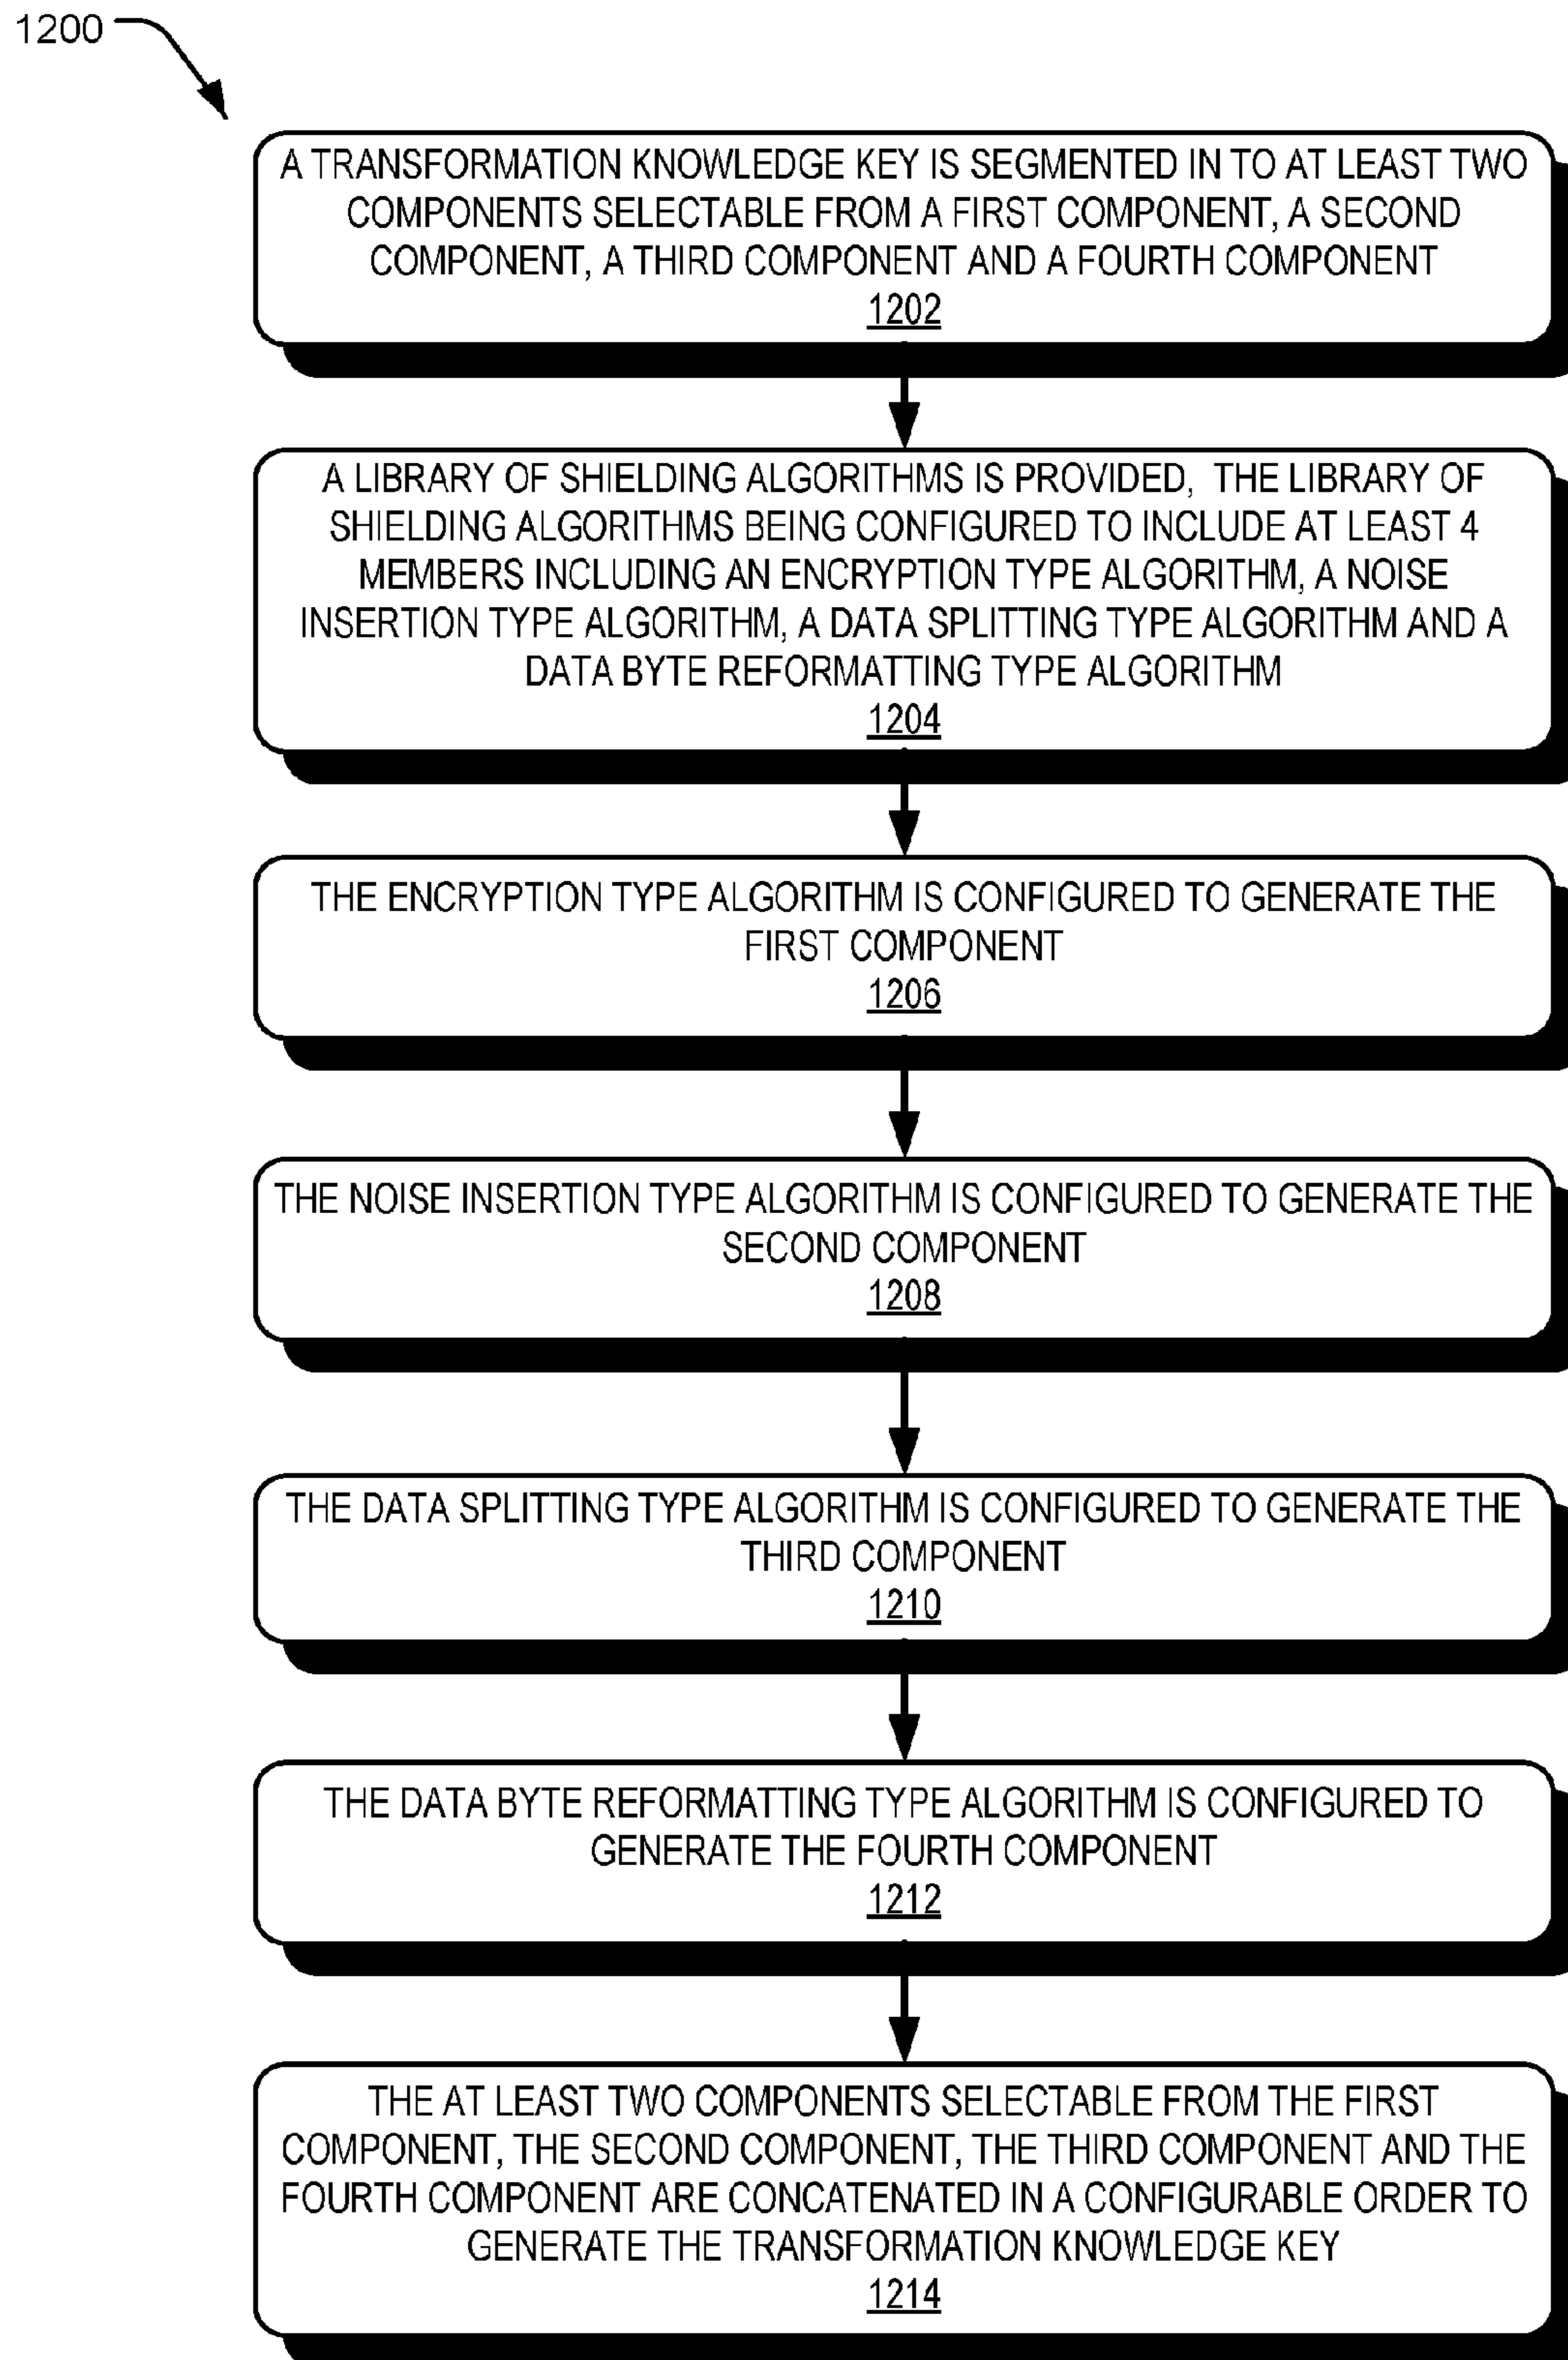 1200
A TRANSFORMATION KNOWLEDGE KEY IS SEGMENTED IN TO AT LEAST TWO
COMPONENTS SELECTABLE FROM A FIRST COMPONENT, A SECOND
COMPONENT, A THIRD COMPONENT AND A FOURTH COMPONENT
1202
A LIBRARY OF SHIELDING ALGORITHMS IS PROVIDED, THE LIBRARY OF
SHIELDING ALGORITHMS BEING CONFIGURED TO INCLUDE AT LEAST 4
MEMBERS INCLUDING AN ENCRYPTION TYPE ALGORITHM, A NOISE
INSERTION TYPE ALGORITHM, A DATA SPLITTING TYPE ALGORITHM AND A
DATA BYTE REFORMATTING TYPE ALGORITHM
1204
THE ENCRYPTION TYPE ALGORITHM IS CONFIGURED TO GENERATE THE
FIRST COMPONENT
1206
THE NOISE INSERTION TYPE ALGORITHM IS CONFIGURED TO GENERATE THE
SECOND COMPONENT
1208
THE DATA SPLITTING TYPE ALGORITHM IS CONFIGURED TO GENERATE THE
THIRD COMPONENT
1210
THE DATA BYTE REFORMATTING TYPE ALGORITHM IS CONFIGURED TO
GENERATE THE FOURTH COMPONENT
1212
THE AT LEAST TWO COMPONENTS SELECTABLE FROM THE FIRST
COMPONENT, THE SECOND COMPONENT, THE THIRD COMPONENT AND THE
FOURTH COMPONENT ARE CONCATENATED IN A CONFIGURABLE ORDER TO
GENERATE THE TRANSFORMATION KNOWLEDGE KEY
1214